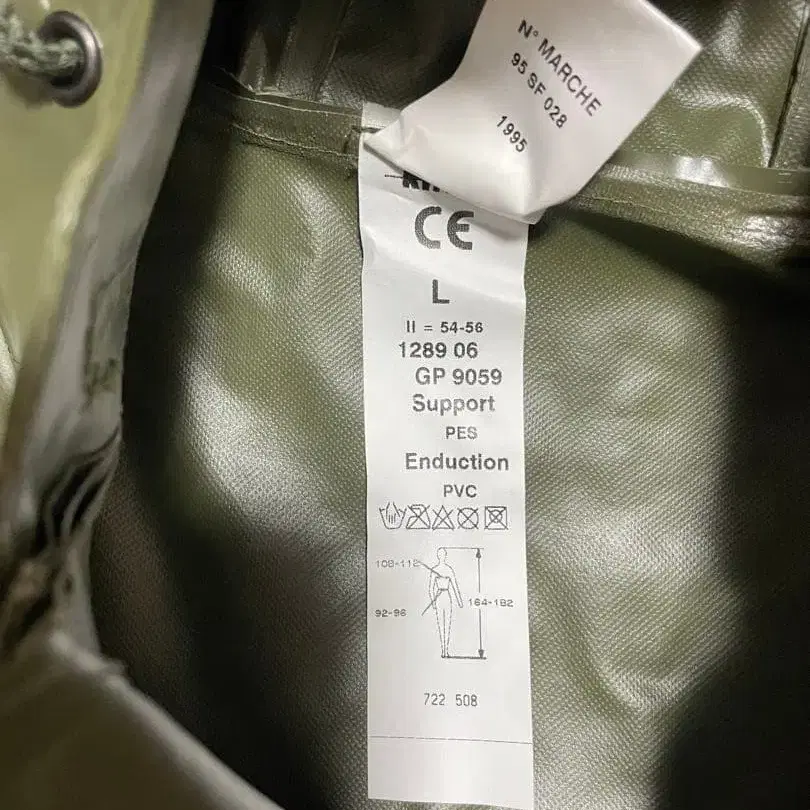 N° MARCHE
95 SF 028
1995
CE
L
II = 54-56
1289 06
GP 9059
Support
PES
Enduction
PVC
108-112
92-96
164-182
722 508